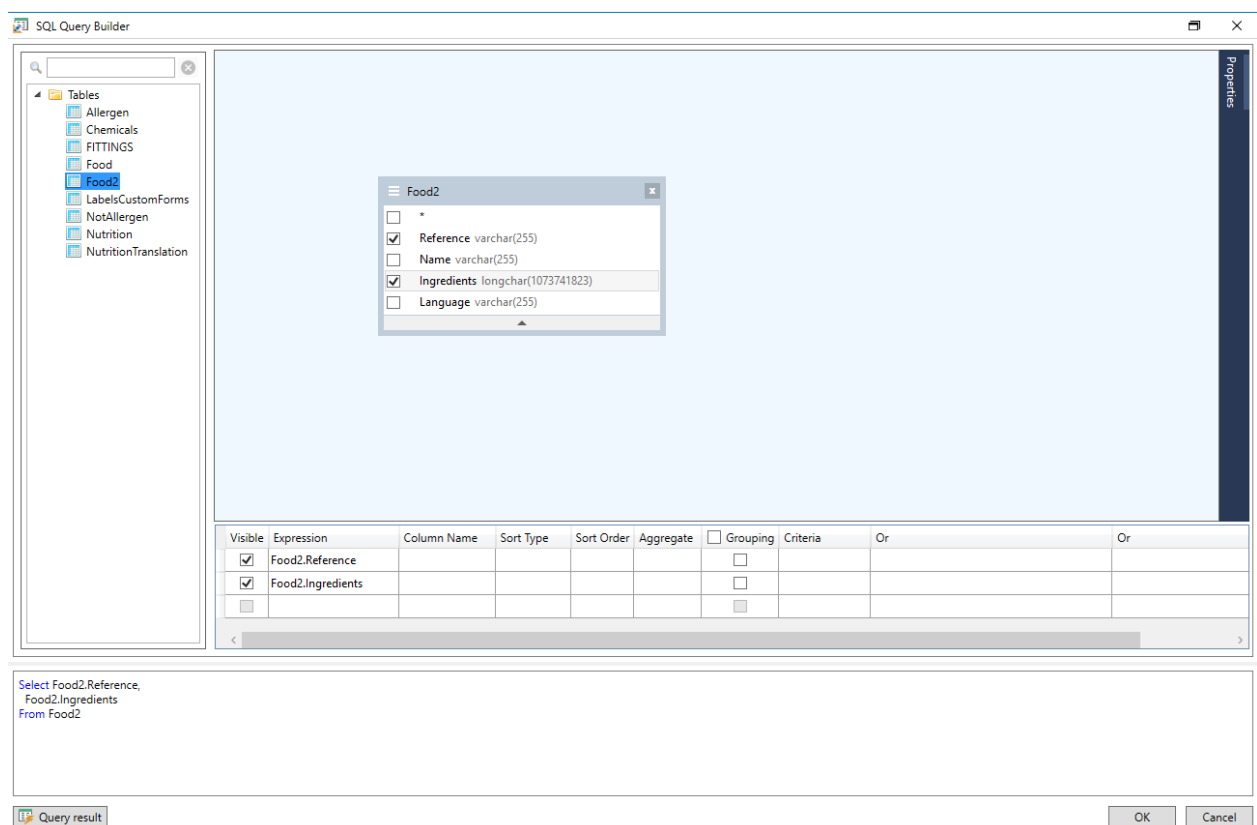 SQL Query Builder
Tables
Allergen
Chemicals
FITTINGS
Food
Food2
LabelsCustomForms
NotAllergen
Nutrition
NutritionTranslation
Properties
Food2
*
Reference varchar(255)
Name varchar(255)
Ingredients longchar(1073741823)
Language varchar(255)
Visible Expression Column Name Sort Type Sort Order Aggregate Grouping Criteria Or Or
Food2.Reference
Food2.Ingredients
Select Food2.Reference,
Food2.Ingredients
From Food2
Query result
OK Cancel